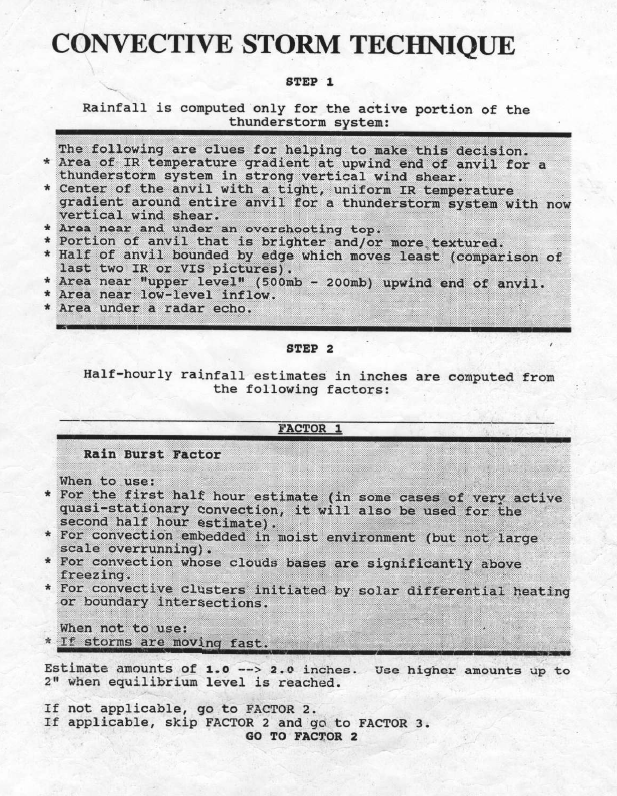 CONVECTIVE STORM TECHNIQUE
STEP 1
Rainfall is computed only for the active portion of the
thunderstorm system:
The following are clues for helping to make this decision.
* Area of IR temperature gradient at upwind end of anvil for a
thunderstorm system in strong vertical wind shear.
* Center of the anvil with a tight, uniform IR temperature
gradient around entire anvil for a thunderstorm system with now
vertical wind shear.
* Area near and under an overshooting top.
* Portion of anvil that is brighter and/or more textured.
* Half of anvil bounded by edge which moves least (comparison of
last two IR or VIS pictures).
* Area near "upper level" (500mb - 200mb) upwind end of anvil.
* Area near low-level inflow.
* Area under a radar echo.
STEP 2
Half-hourly rainfall estimates in inches are computed from
the following factors:
FACTOR 1
Rain Burst Factor
When to use:
* For the first half hour estimate (in some cases of very active
quasi-stationary convection, it will also be used for the
second half hour estimate).
* For convection embedded in moist environment (but not large
scale overrunning).
* For convection whose clouds bases are significantly above
freezing.
* For convective clusters initiated by solar differential heating
or boundary intersections.
When not to use:
* If storms are moving fast.
Estimate amounts of 1.0 --> 2.0 inches. Use higher amounts up to
2" when equilibrium level is reached.
If not applicable, go to FACTOR 2.
If applicable, skip FACTOR 2 and go to FACTOR 3.
GO TO FACTOR 2